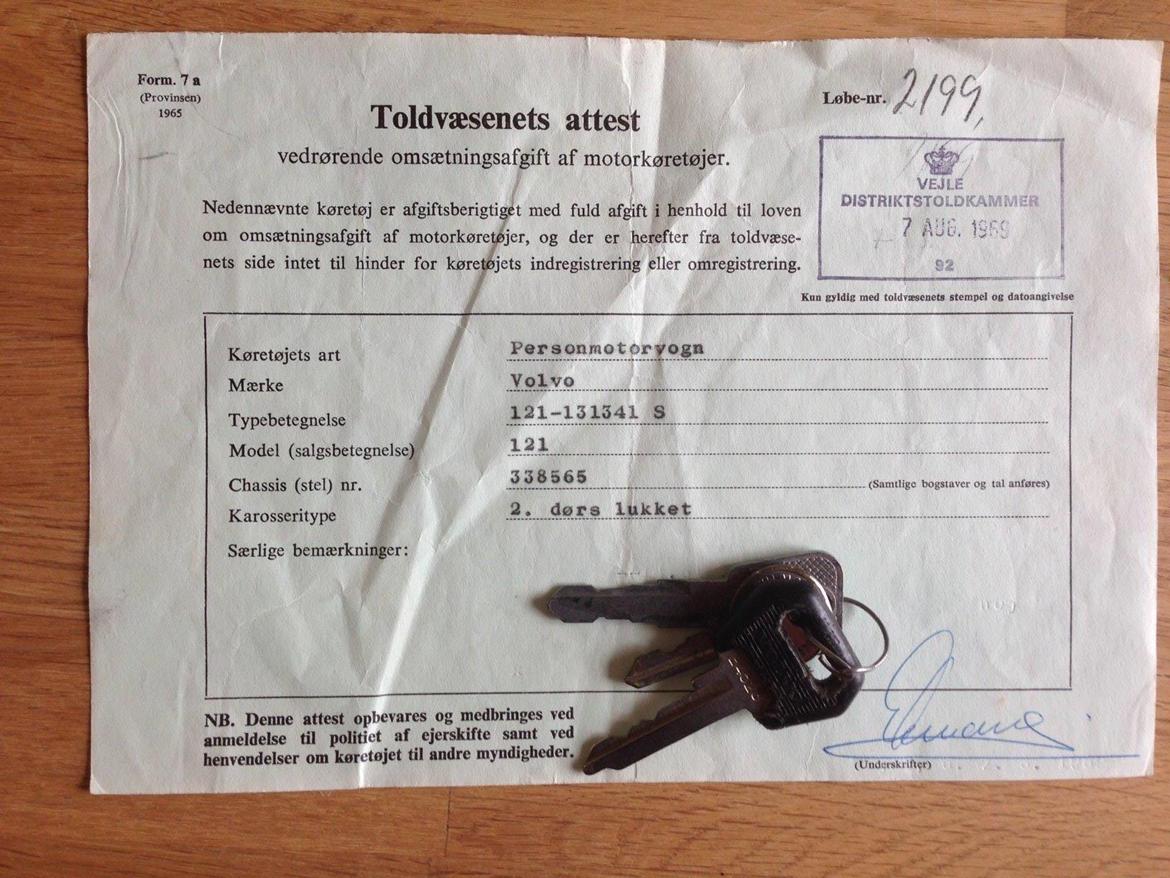 Form. 7 a
(Provinsen)
1965
Løbe-nr. 2199,
Toldvæsenets attest
vedrørende omsætningsafgift af motorkøretøjer.
VEJLE
DISTRIKTSTOLDKAMMER
7 AUG. 1969
92
Nedennævnte køretøj er afgiftsberigtiget med fuld afgift i henhold til loven
om omsætningsafgift af motorkøretøjer, og der er herefter fra toldvæse-
nets side intet til hinder for køretøjets indregistrering eller omregistrering.
Kun gyldig med toldvæsenets stempel og datoangivelse
Køretøjets art Personmotorvogn
Mærke Volvo
Typebetegnelse 121-131341 S
Model (salgsbetegnelse) 121
Chassis (stel) nr. 338565 (Samtlige bogstaver og tal anføres)
Karosseritype 2. dørs lukket
Særlige bemærkninger:
NB. Denne attest opbevares og medbringes ved
anmeldelse til politiet af ejerskifte samt ved
henvendelser om køretøjet til andre myndigheder.
(Underskrifter)